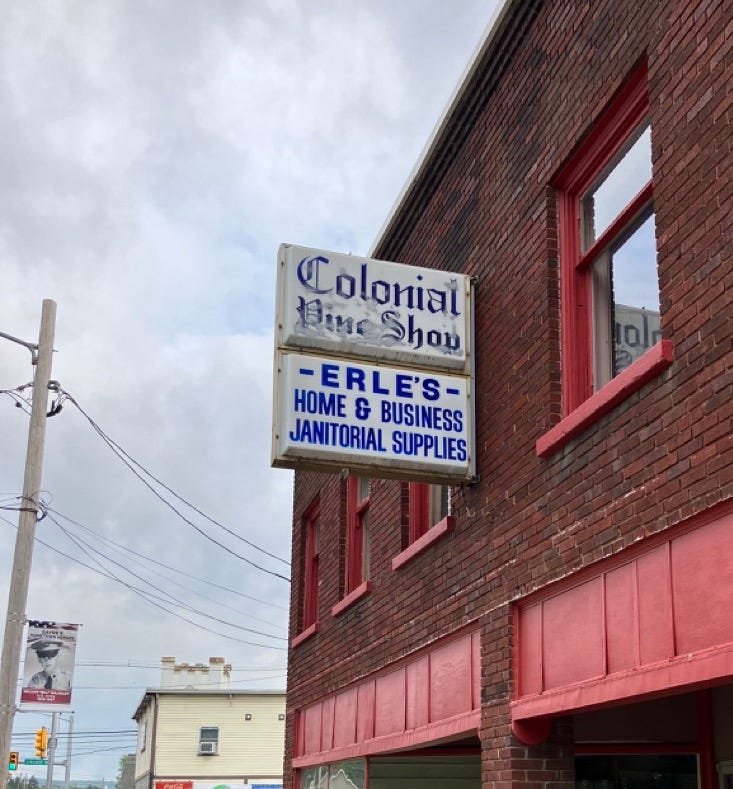 Colonial
Pine Shop
-ERLE'S-
HOME & BUSINESS
JANITORIAL SUPPLIES